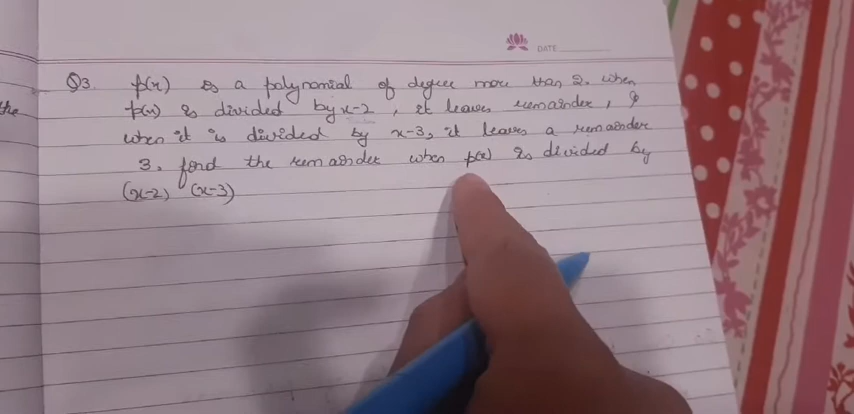 DATE
Q3. p(x) is a polynomial of degree more than 2. when
p(x) is divided by x-2, it leaves remainder, &
when it is divided by x-3, it leaves a remainder
3. find the remainder when p(x) is divided by
(x-2) (x-3)
the